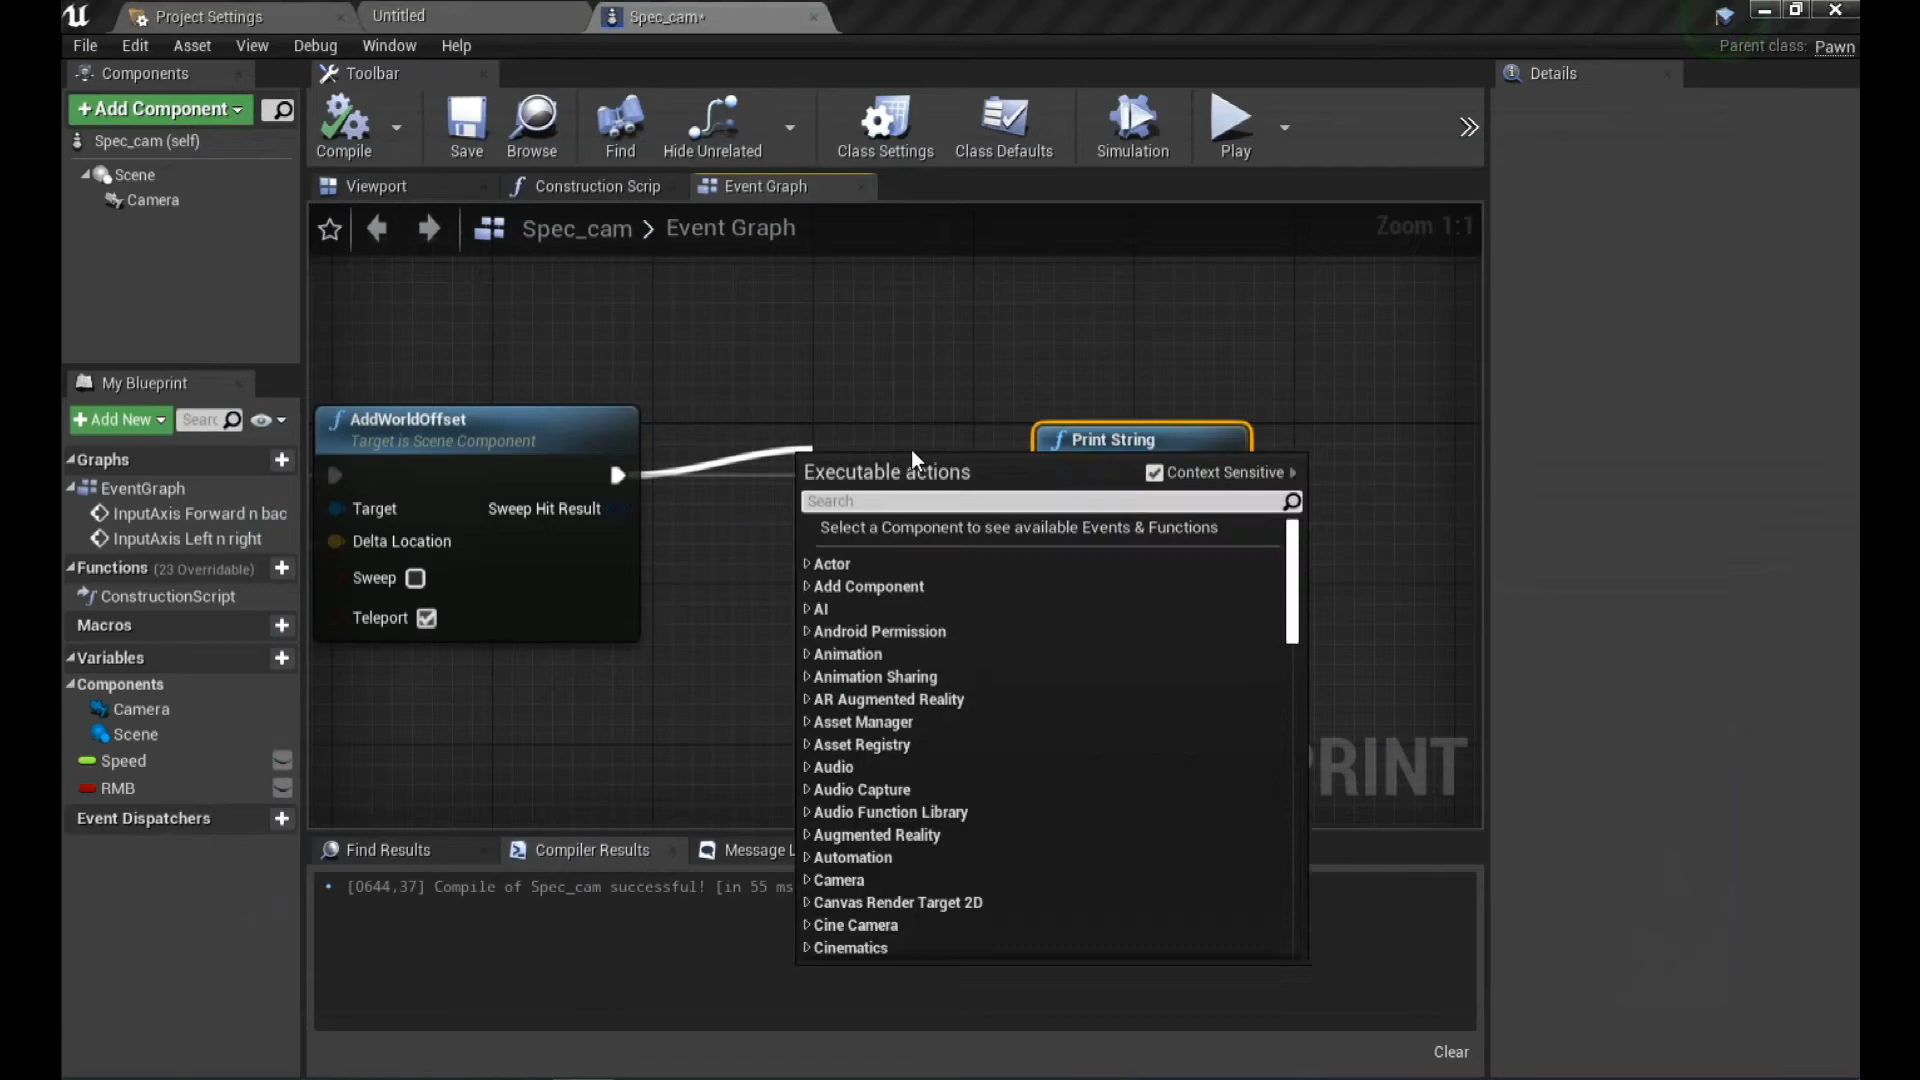 Project Settings
Untitled
Spec_cam*
File Edit Asset View Debug Window Help
Parent class: Pawn
Components
+Add Component
Spec_cam (self)
Scene
Camera
Toolbar
Compile
Save
Browse
Find
Hide Unrelated
Class Settings
Class Defaults
Simulation
Play
Details
Viewport
Construction Scrip
Event Graph
Spec_cam > Event Graph
Zoom 1:1
My Blueprint
+Add New
Searc
Graphs
EventGraph
InputAxis Forward n bac
InputAxis Left n right
Functions (23 Overridable)
ConstructionScript
Macros
Variables
Components
Camera
Scene
Speed
RMB
Event Dispatchers
AddWorldOffset
Target is Scene Component
Target
Sweep Hit Result
Delta Location
Sweep
Teleport
Print String
Executable actions
Context Sensitive
Search
Select a Component to see available Events & Functions
Actor
Add Component
AI
Android Permission
Animation
Animation Sharing
AR Augmented Reality
Asset Manager
Asset Registry
Audio
Audio Capture
Audio Function Library
Augmented Reality
Automation
Camera
Canvas Render Target 2D
Cine Camera
Cinematics
PRINT
Find Results
Compiler Results
Message L
[0644,37] Compile of Spec_cam successful! [in 55 ms
Clear